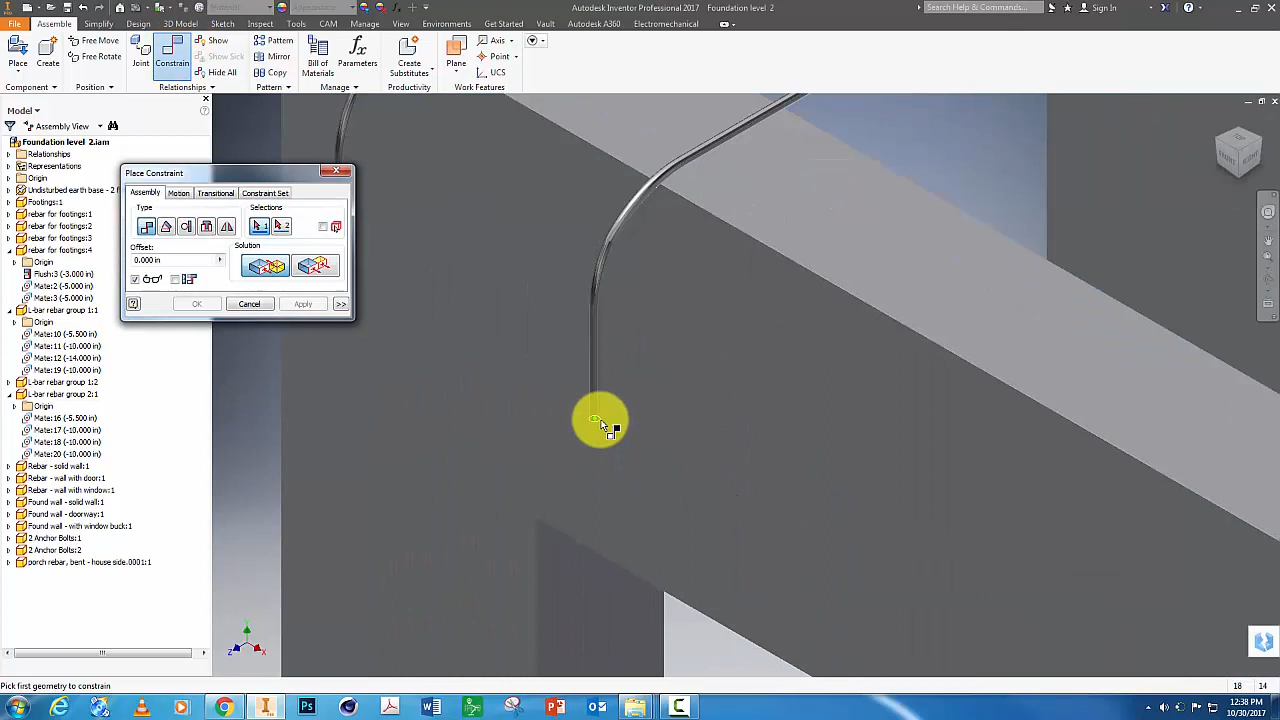 Autodesk Inventor Professional 2017  Foundation level 2
Search Help & Commands...
Sign In
File Assemble Design 3D Model Sketch Inspect Tools CAM Manage View Environments Get Started Vault Autodesk A360 Electromechanical
Place Create Free Move Free Rotate Joint Constrain Show Show Sick Hide All Pattern Mirror Copy Bill of Materials Parameters Create Substitutes Plane Axis Point UCS
Component Position Relationships Pattern Manage Productivity Work Features
Model
Assembly View
Foundation level 2.iam
Relationships
Representations
Origin
Undisturbed earth base - 2 f
Footings:1
rebar for footings:1
rebar for footings:2
rebar for footings:3
rebar for footings:4
Origin
Flush:3 (-3.000 in)
Mate:2 (-5.000 in)
Mate:3 (-5.000 in)
L-bar rebar group 1:1
Origin
Mate:10 (-5.500 in)
Mate:11 (-10.000 in)
Mate:12 (-14.000 in)
Mate:19 (-10.000 in)
L-bar rebar group 1:2
L-bar rebar group 2:1
Origin
Mate:16 (-5.500 in)
Mate:17 (-10.000 in)
Mate:18 (-10.000 in)
Mate:20 (-10.000 in)
Rebar - solid wall:1
Rebar - wall with door:1
Rebar - wall with window:1
Found wall - solid wall:1
Found wall - doorway:1
Found wall - with window buck:1
2 Anchor Bolts:1
2 Anchor Bolts:2
porch rebar, bent - house side.0001:1
Place Constraint
Assembly Motion Transitional Constraint Set
Type Selections
1 2
Offset: Solution
0.000 in
OK Cancel Apply >>
TOP
FRONT RIGHT
Y
Z X
Pick first geometry to constrain
18 14
12:38 PM
10/30/2017